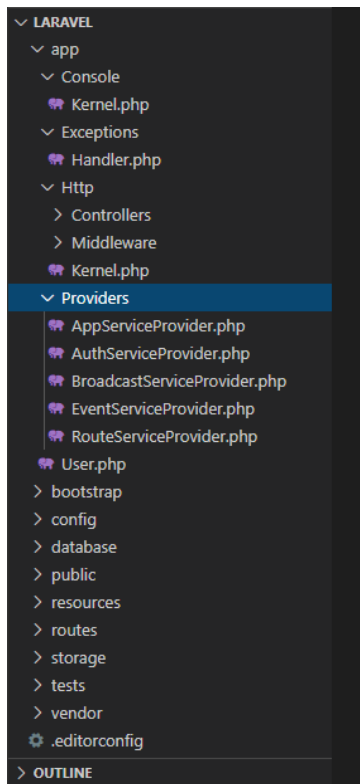 LARAVEL
app
Console
Kernel.php
Exceptions
Handler.php
Http
Controllers
Middleware
Kernel.php
Providers
AppServiceProvider.php
AuthServiceProvider.php
BroadcastServiceProvider.php
EventServiceProvider.php
RouteServiceProvider.php
User.php
bootstrap
config
database
public
resources
routes
storage
tests
vendor
.editorconfig
OUTLINE